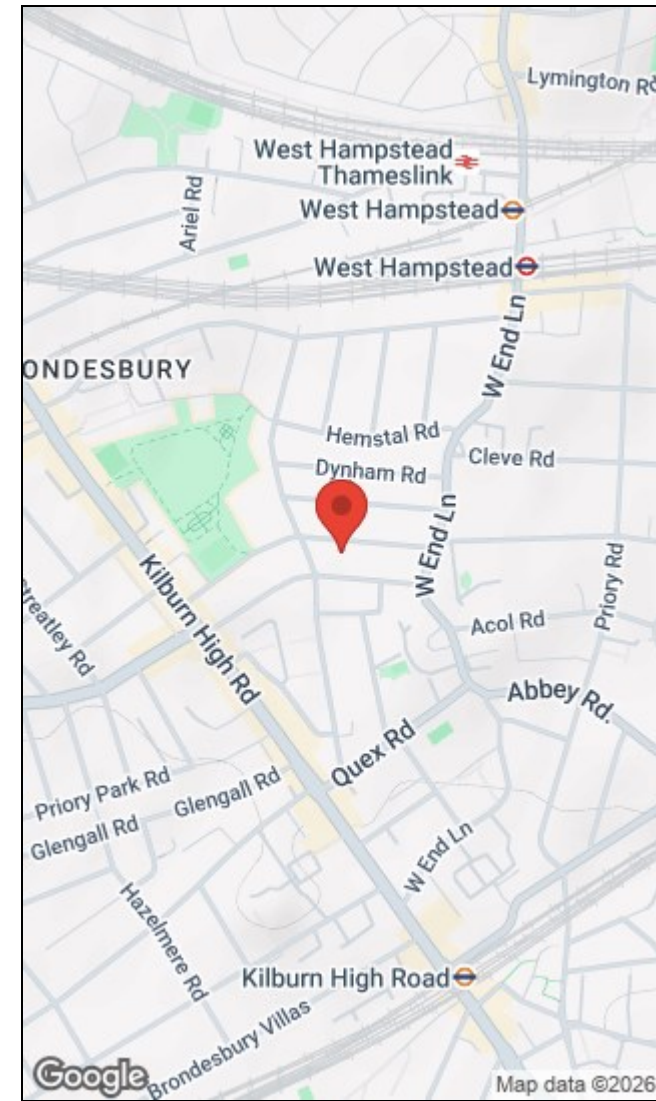 Lymington Rd
West Hampstead
Thameslink
Ariel Rd
West Hampstead
West Hampstead
W End Ln
ONDESBURY
Hemstal Rd
Cleve Rd
Dynham Rd
W End Ln
Kilburn High Rd
Priory Rd
Streatley Rd
Acol Rd
Abbey Rd.
Quex Rd
Priory Park Rd
Glengall Rd
Glengall Rd
W End Ln
Hazelmere Rd
Kilburn High Road
Brondesbury Villas
Google
Map data ©2026